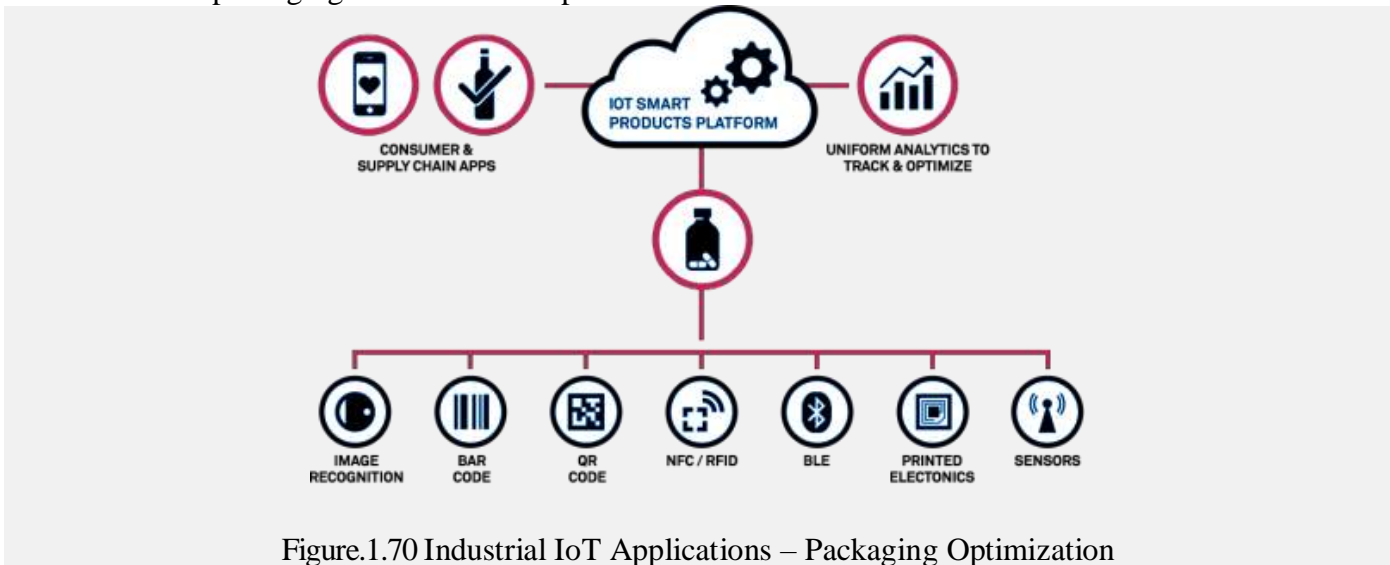 packaging
IOT SMART
PRODUCTS PLATFORM
CONSUMER &
SUPPLY CHAIN APPS
UNIFORM ANALYTICS TO
TRACK & OPTIMIZE
IMAGE
RECOGNITION
BAR
CODE
QR
CODE
NFC / RFID
BLE
PRINTED
ELECTONICS
SENSORS
Figure.1.70 Industrial IoT Applications – Packaging Optimization